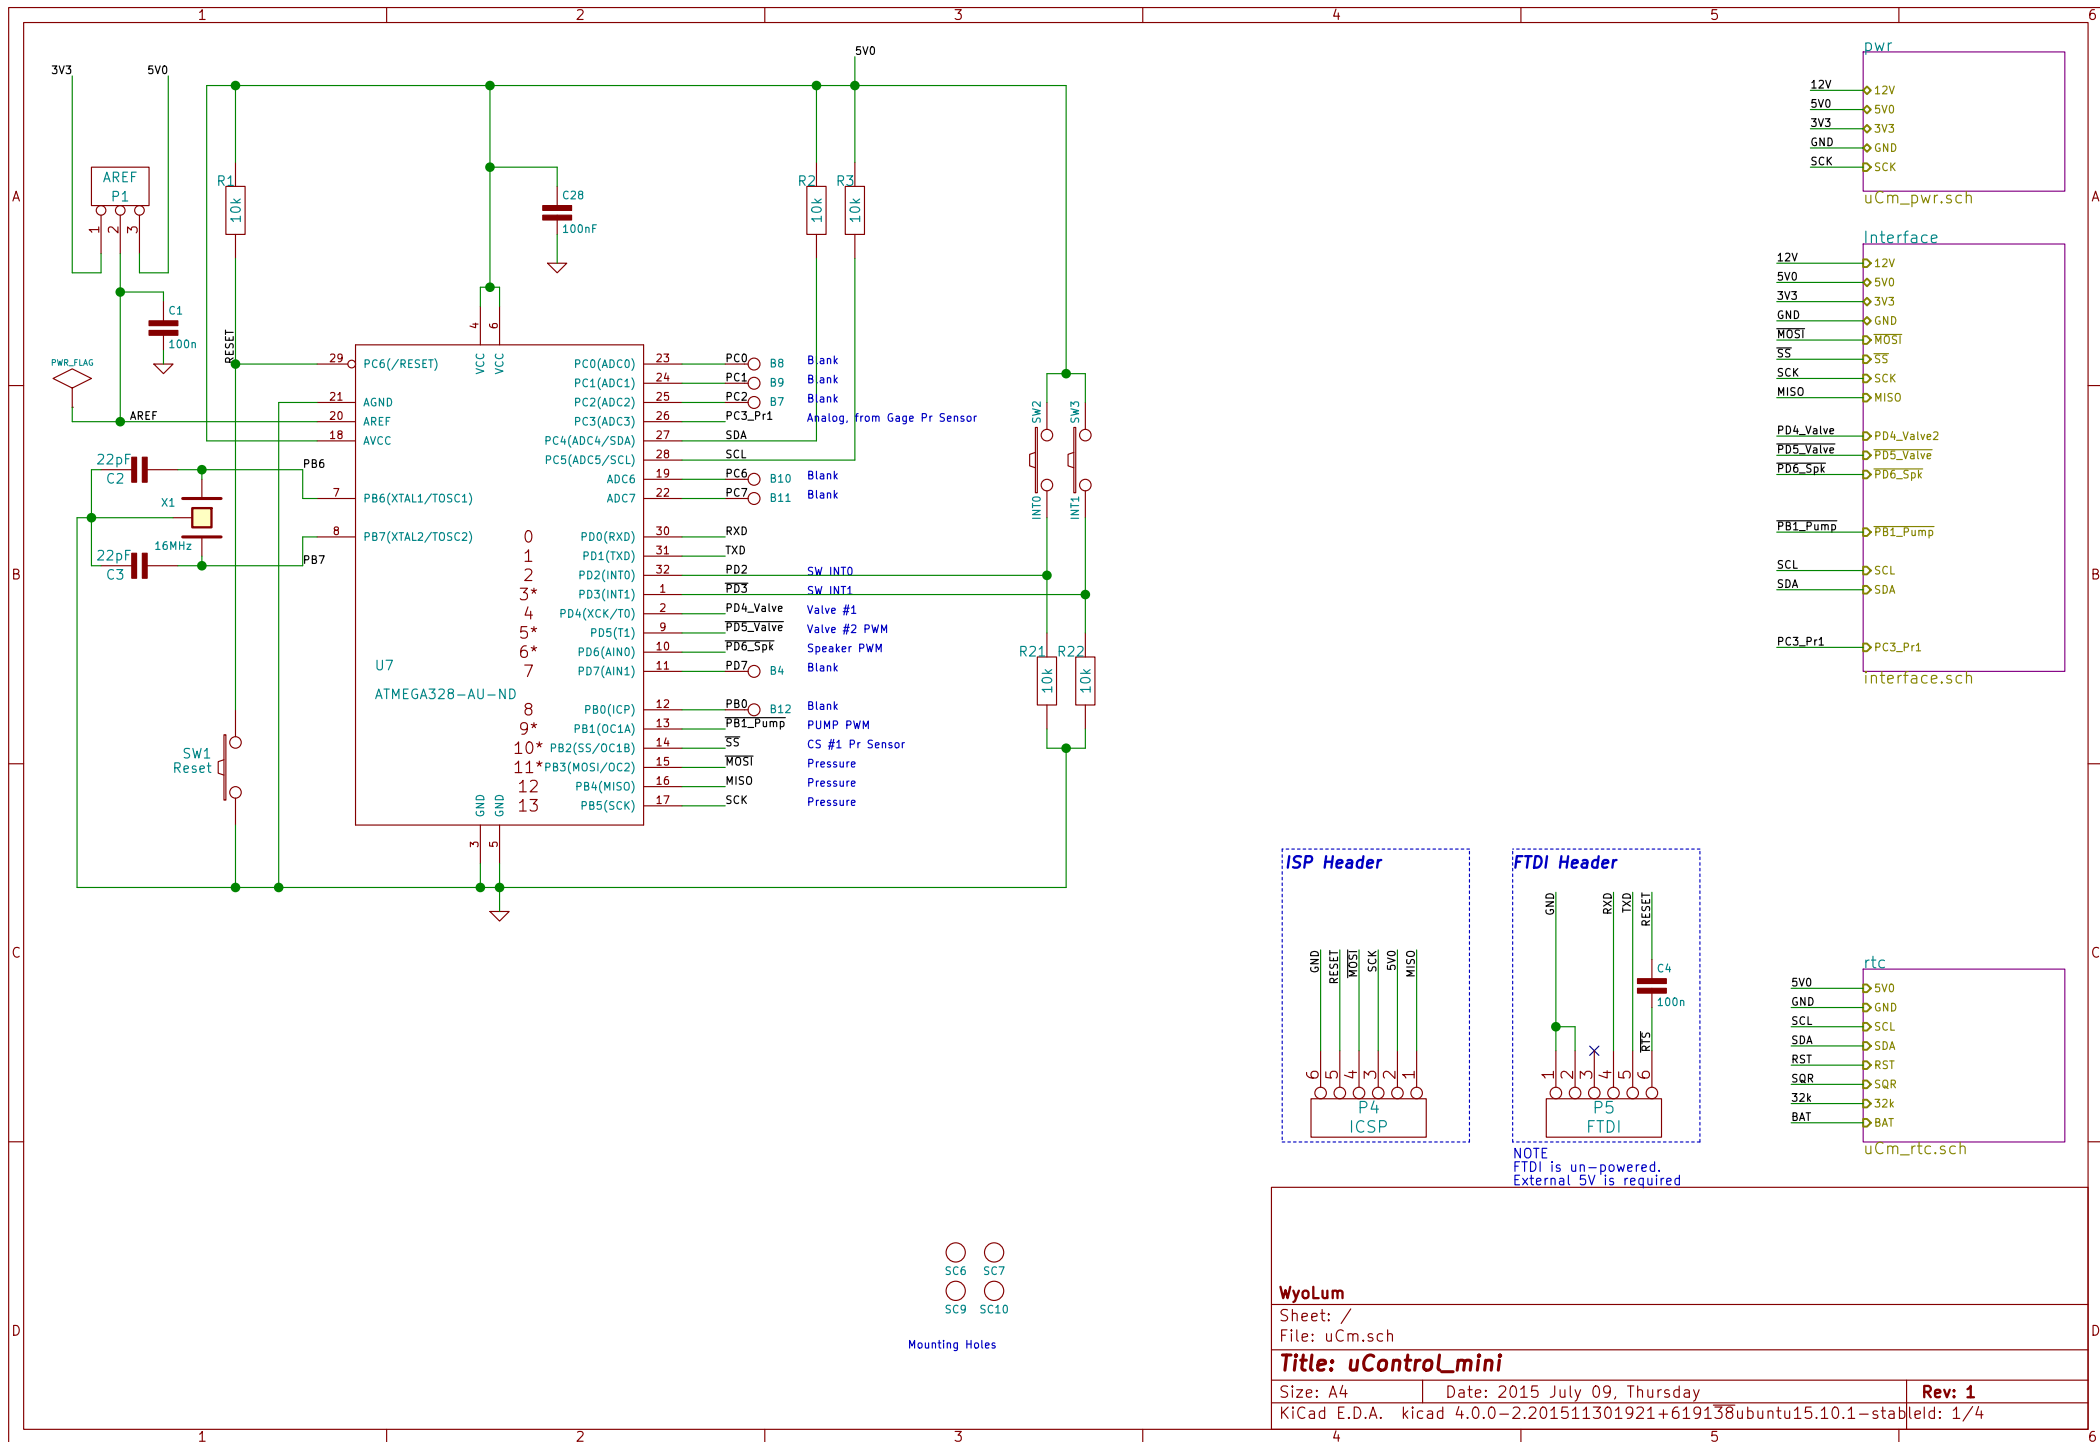 1 2 3 4 5 6
A
B
C
D
A
B
C
D
3V3
5V0
AREF
P1
1 2 3
C1
100n
PWR_FLAG
AREF
R1
10k
RESET
C28
100nF
5V0
R2
10k
R3
10k
22pF
C2
X1
16MHz
22pF
C3
PB6
PB7
SW1
Reset
4 VCC
6 VCC
29 PC6(/RESET)
21 AGND
20 AREF
18 AVCC
7 PB6(XTAL1/TOSC1)
8 PB7(XTAL2/TOSC2)
U7
ATMEGA328-AU-ND
3 GND
5 GND
PC0(ADC0) 23 PC0 B8 Blank
PC1(ADC1) 24 PC1 B9 Blank
PC2(ADC2) 25 PC2 B7 Blank
PC3(ADC3) 26 PC3_Pr1 Analog, from Gage Pr Sensor
PC4(ADC4/SDA) 27 SDA
PC5(ADC5/SCL) 28 SCL
ADC6 19 PC6 B10 Blank
ADC7 22 PC7 B11 Blank
0 PD0(RXD) 30 RXD
1 PD1(TXD) 31 TXD
2 PD2(INT0) 32 PD2 SW INT0
3* PD3(INT1) 1 PD3 SW INT1
4 PD4(XCK/T0) 2 PD4_Valve Valve #1
5* PD5(T1) 9 PD5_Valve Valve #2 PWM
6* PD6(AIN0) 10 PD6_Spk Speaker PWM
7 PD7(AIN1) 11 PD7 B4 Blank
8 PB0(ICP) 12 PB0 B12 Blank
9* PB1(OC1A) 13 PB1_Pump PUMP PWM
10* PB2(SS/OC1B) 14 SS CS #1 Pr Sensor
11* PB3(MOSI/OC2) 15 MOSI Pressure
12 PB4(MISO) 16 MISO Pressure
13 PB5(SCK) 17 SCK Pressure
SW2
INT0
SW3
INT1
R21
10k
R22
10k
pwr
12V 12V
5V0 5V0
3V3 3V3
GND GND
SCK SCK
uCm_pwr.sch
Interface
12V 12V
5V0 5V0
3V3 3V3
GND GND
MOSI MOSI
SS SS
SCK SCK
MISO MISO
PD4_Valve PD4_Valve2
PD5_Valve PD5_Valve
PD6_Spk PD6_Spk
PB1_Pump PB1_Pump
SCL SCL
SDA SDA
PC3_Pr1 PC3_Pr1
interface.sch
ISP Header
GND RESET MOSI SCK 5V0 MISO
6 5 4 3 2 1
P4
ICSP
FTDI Header
GND RXD TXD RESET
C4
100n
RTS
1 2 3 4 5 6
P5
FTDI
NOTE
FTDI is un-powered.
External 5V is required
rtc
5V0 5V0
GND GND
SCL SCL
SDA SDA
RST RST
SQR SQR
32k 32k
BAT BAT
uCm_rtc.sch
SC6 SC7
SC9 SC10
Mounting Holes
WyoLum
Sheet: /
File: uCm.sch
Title: uControl_mini
Size: A4 Date: 2015 July 09, Thursday Rev: 1
KiCad E.D.A. kicad 4.0.0-2.201511301921+619138ubuntu15.10.1-stable Id: 1/4
1 2 3 4 5 6